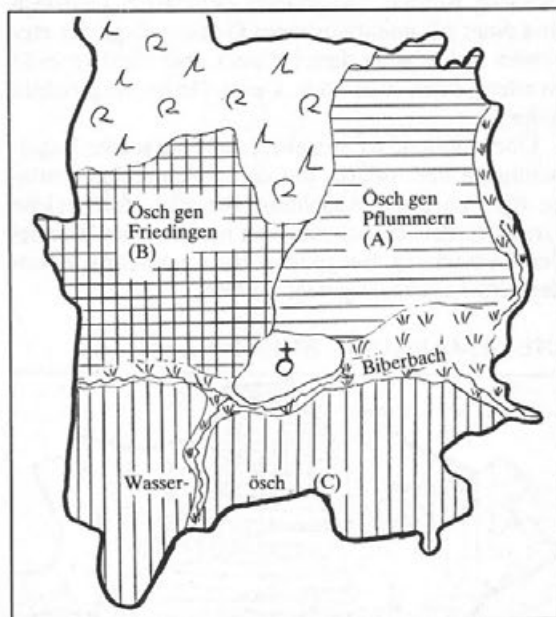 Ösch gen
Pflummern
(A)
Ösch gen
Friedingen
(B)
Biberbach
Wasser-
ösch
(C)